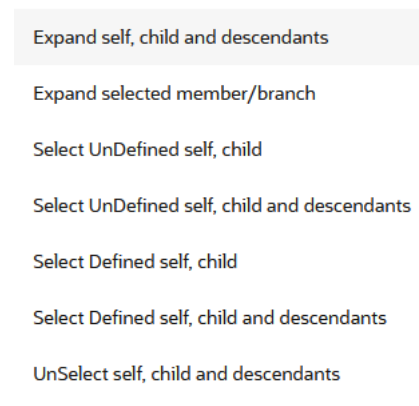 Expand self, child and descendants
Expand selected member/branch
Select UnDefined self, child
Select UnDefined self, child and descendants
Select Defined self, child
Select Defined self, child and descendants
UnSelect self, child and descendants